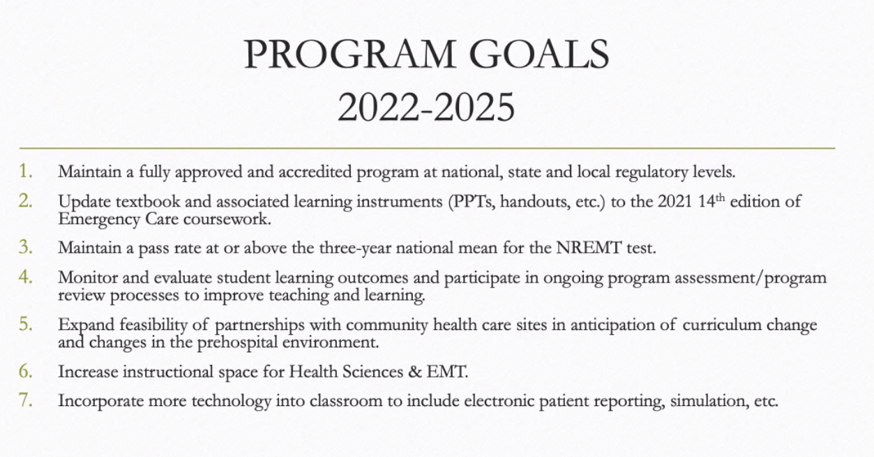 PROGRAM GOALS
2022-2025
1. Maintain a fully approved and accredited program at national, state and local regulatory levels.
2. Update textbook and associated learning instruments (PPTs, handouts, etc.) to the 2021 14th edition of
Emergency Care coursework.
3. Maintain a pass rate at or above the three-year national mean for the NREMT test.
4. Monitor and evaluate student learning outcomes and participate in ongoing program assessment/program
review processes to improve teaching and learning.
5. Expand feasibility of partnerships with community health care sites in anticipation of curriculum change
and changes in the prehospital environment.
6. Increase instructional space for Health Sciences & EMT.
7. Incorporate more technology into classroom to include electronic patient reporting, simulation, etc.